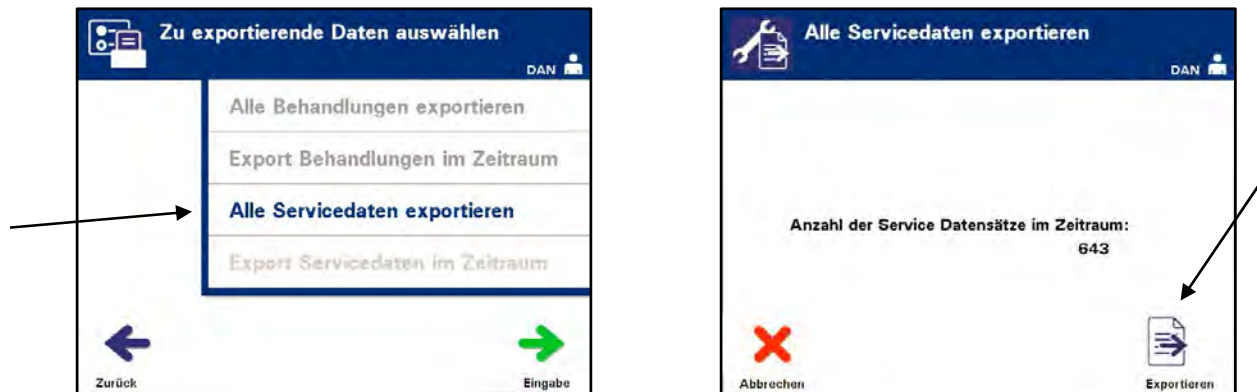 Zu exportierende Daten auswählen
DAN
Alle Behandlungen exportieren
Export Behandlungen im Zeitraum
Alle Servicedaten exportieren
Export Servicedaten im Zeitraum
Zurück
Eingabe
Alle Servicedaten exportieren
DAN
Anzahl der Service Datensätze im Zeitraum:
643
Abbrechen
Exportieren